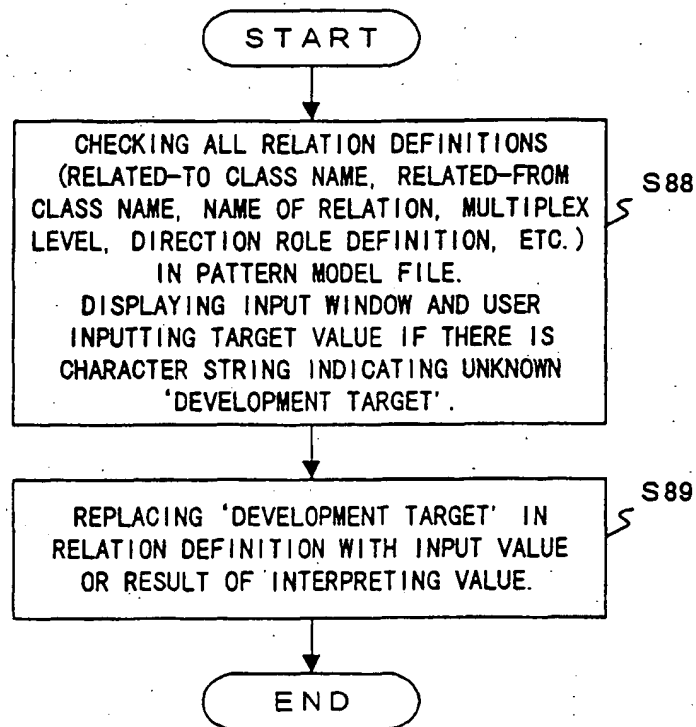 START
CHECKING ALL RELATION DEFINITIONS
(RELATED-TO CLASS NAME, RELATED-FROM
CLASS NAME, NAME OF RELATION, MULTIPLEX
LEVEL, DIRECTION ROLE DEFINITION, ETC.)
IN PATTERN MODEL FILE.
DISPLAYING INPUT WINDOW AND USER
INPUTTING TARGET VALUE IF THERE IS
CHARACTER STRING INDICATING UNKNOWN
‘DEVELOPMENT TARGET’.
S88
REPLACING ‘DEVELOPMENT TARGET’ IN
RELATION DEFINITION WITH INPUT VALUE
OR RESULT OF INTERPRETING VALUE.
S89
END